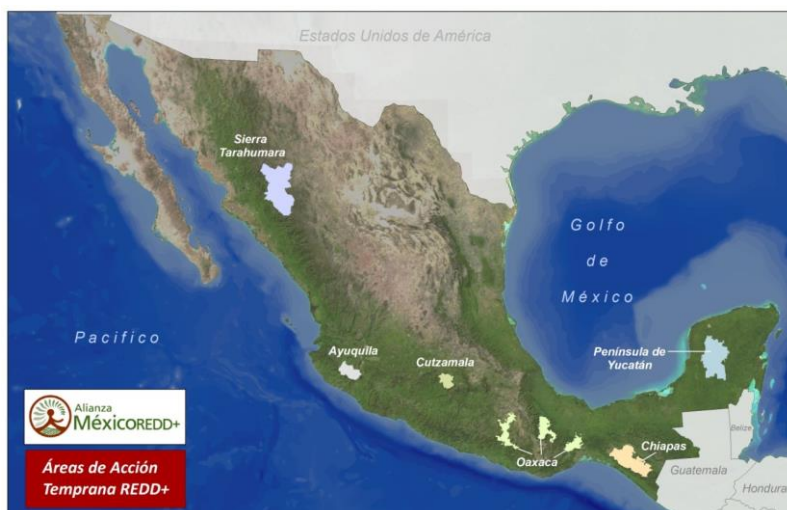 Estados Unidos de América
Sierra
Tarahumara
Golfo
de
México
Pacifico
Ayuquila
Cutzamala
Península de
Yucatán
Oaxaca
Chiapas
Belize
Guatemala
Hondura
Alianza
MéxicoREDD+
Áreas de Acción
Temprana REDD+